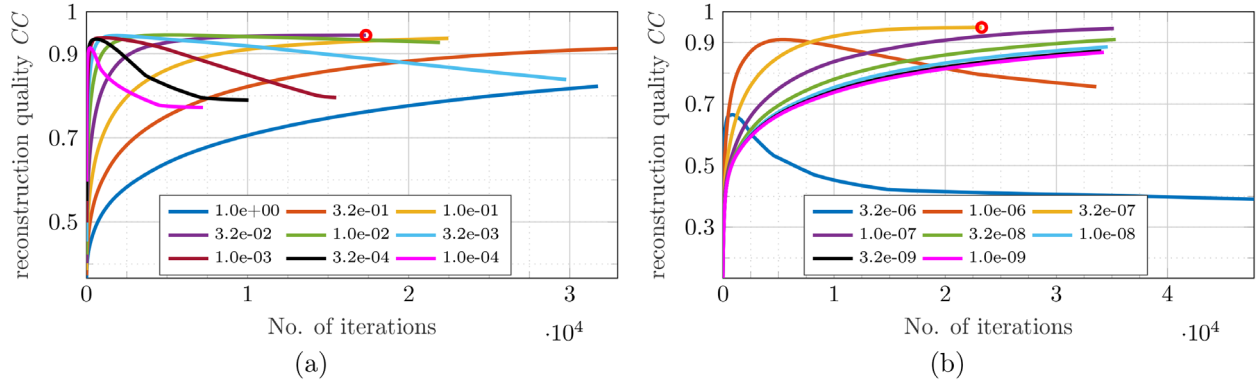 reconstruction quality CC
1
0.9
0.7
0.5
0
1
2
3
No. of iterations
·10⁴
1.0e+00
3.2e-01
1.0e-01
3.2e-02
1.0e-02
3.2e-03
1.0e-03
3.2e-04
1.0e-04
(a)
reconstruction quality CC
1
0.9
0.7
0.5
0.3
0
1
2
3
4
No. of iterations
·10⁴
3.2e-06
1.0e-06
3.2e-07
1.0e-07
3.2e-08
1.0e-08
3.2e-09
1.0e-09
(b)